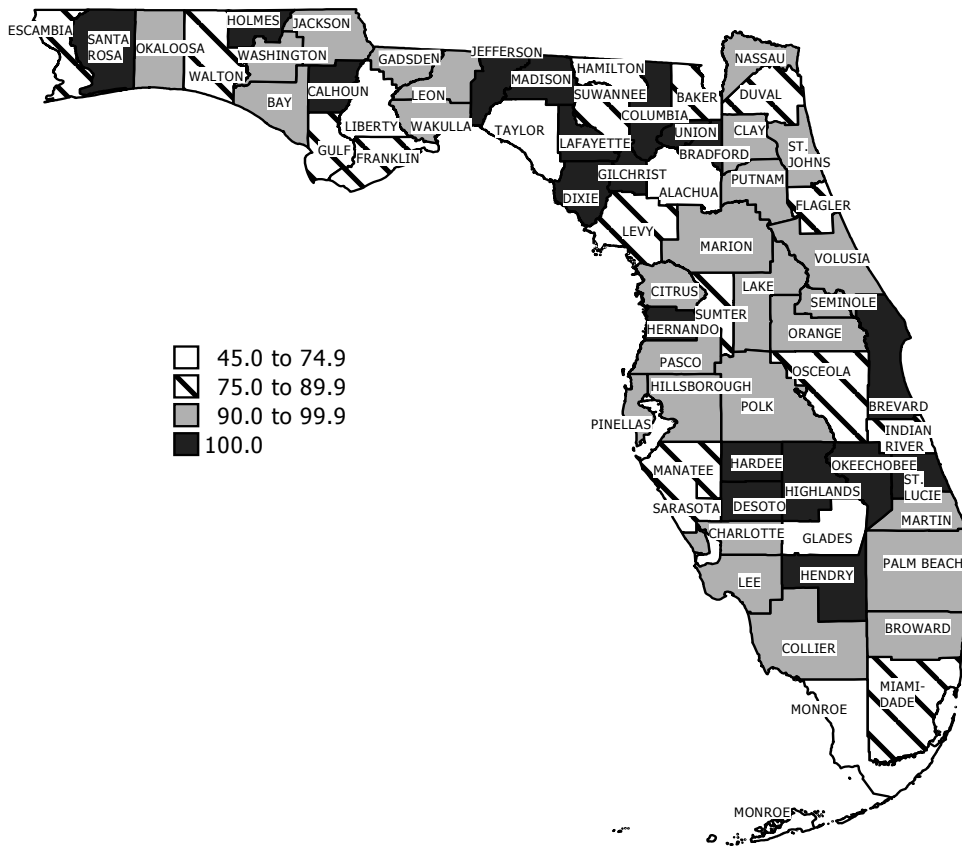 ESCAMBIA
SANTA
ROSA
OKALOOSA
WALTON
HOLMES
JACKSON
WASHINGTON
BAY
CALHOUN
GULF
LIBERTY
FRANKLIN
GADSDEN
LEON
WAKULLA
JEFFERSON
MADISON
TAYLOR
HAMILTON
SUWANNEE
COLUMBIA
LAFAYETTE
DIXIE
GILCHRIST
BAKER
UNION
BRADFORD
ALACHUA
NASSAU
DUVAL
CLAY
ST.
JOHNS
PUTNAM
FLAGLER
LEVY
MARION
VOLUSIA
CITRUS
SUMTER
LAKE
SEMINOLE
HERNANDO
ORANGE
PASCO
OSCEOLA
HILLSBOROUGH
PINELLAS
POLK
BREVARD
INDIAN
RIVER
MANATEE
HARDEE
OKEECHOBEE
HIGHLANDS
ST.
LUCIE
SARASOTA
DESOTO
MARTIN
CHARLOTTE
GLADES
LEE
HENDRY
PALM BEACH
COLLIER
BROWARD
MONROE
MIAMI-
DADE
MONROE
45.0 to 74.9
75.0 to 89.9
90.0 to 99.9
100.0